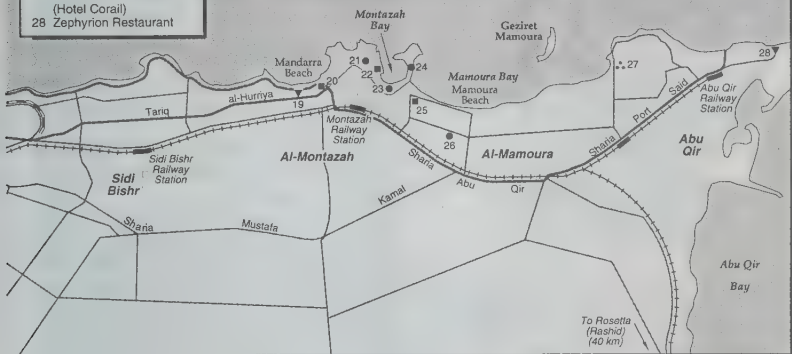 (Hotel Corail)
28 Zephyrion Restaurant
Montazah
Bay
Geziret
Mamoura
Mandarra
Beach
21
22
24
23
20
19
Mamoura Bay
Mamoura
Beach
27
28
Abu Qir
Railway
Station
Tariq
al-Hurriya
Montazah
Railway
Station
25
26
Sharia
Port
Said
Abu
Qir
Sidi Bishr
Railway
Station
Sidi
Bishr
Al-Montazah
Al-Mamoura
Sharia
Abu
Qir
Sharia
Mustafa
Kamal
Abu Qir
Bay
To Rosetta
(Rashid)
(40 km)